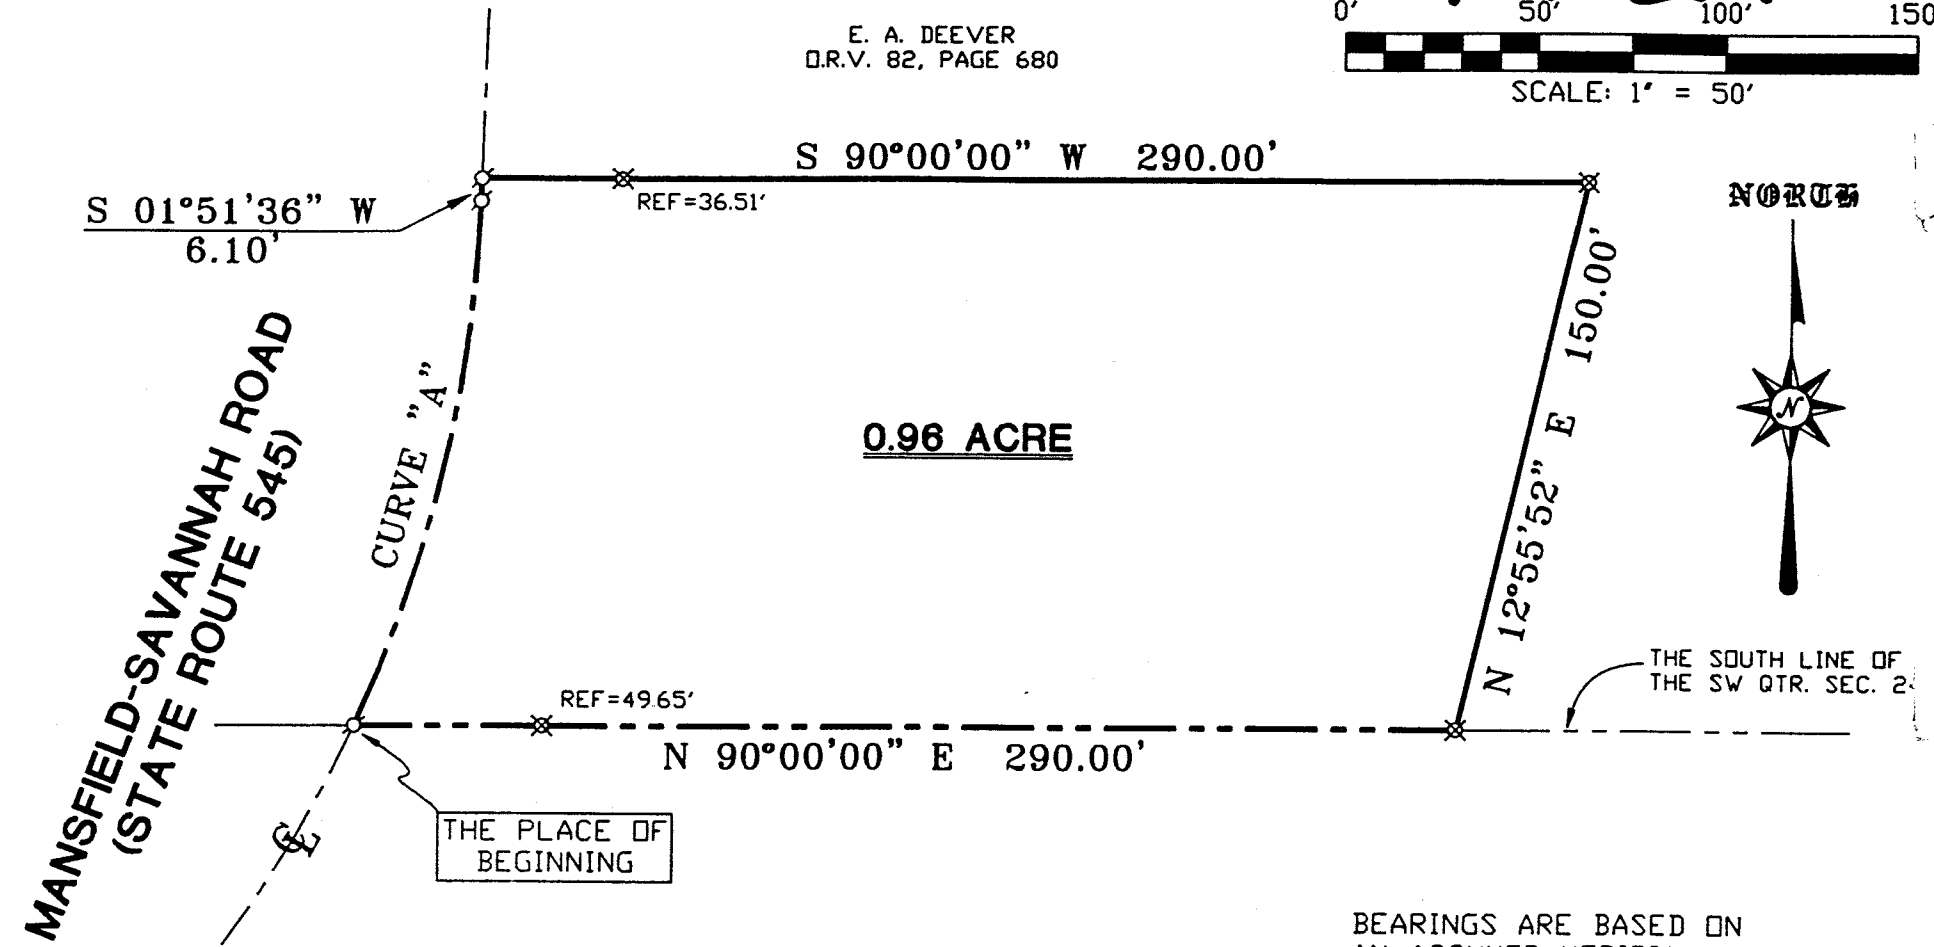 E. A. DEEVER
O.R.V. 82, PAGE 680
0' 50' 100' 150
SCALE: 1" = 50'
S 90°00'00" W 290.00'
REF=36.51'
S 01°51'36" W
6.10'
NORTH
N
N 12°55'52" E 150.00'
MANSFIELD-SAVANNAH ROAD
(STATE ROUTE 545)
CURVE "A"
0.96 ACRE
THE SOUTH LINE OF
THE SW QTR. SEC. 2
REF=49.65'
N 90°00'00" E 290.00'
THE PLACE OF
BEGINNING
CL
BEARINGS ARE BASED ON